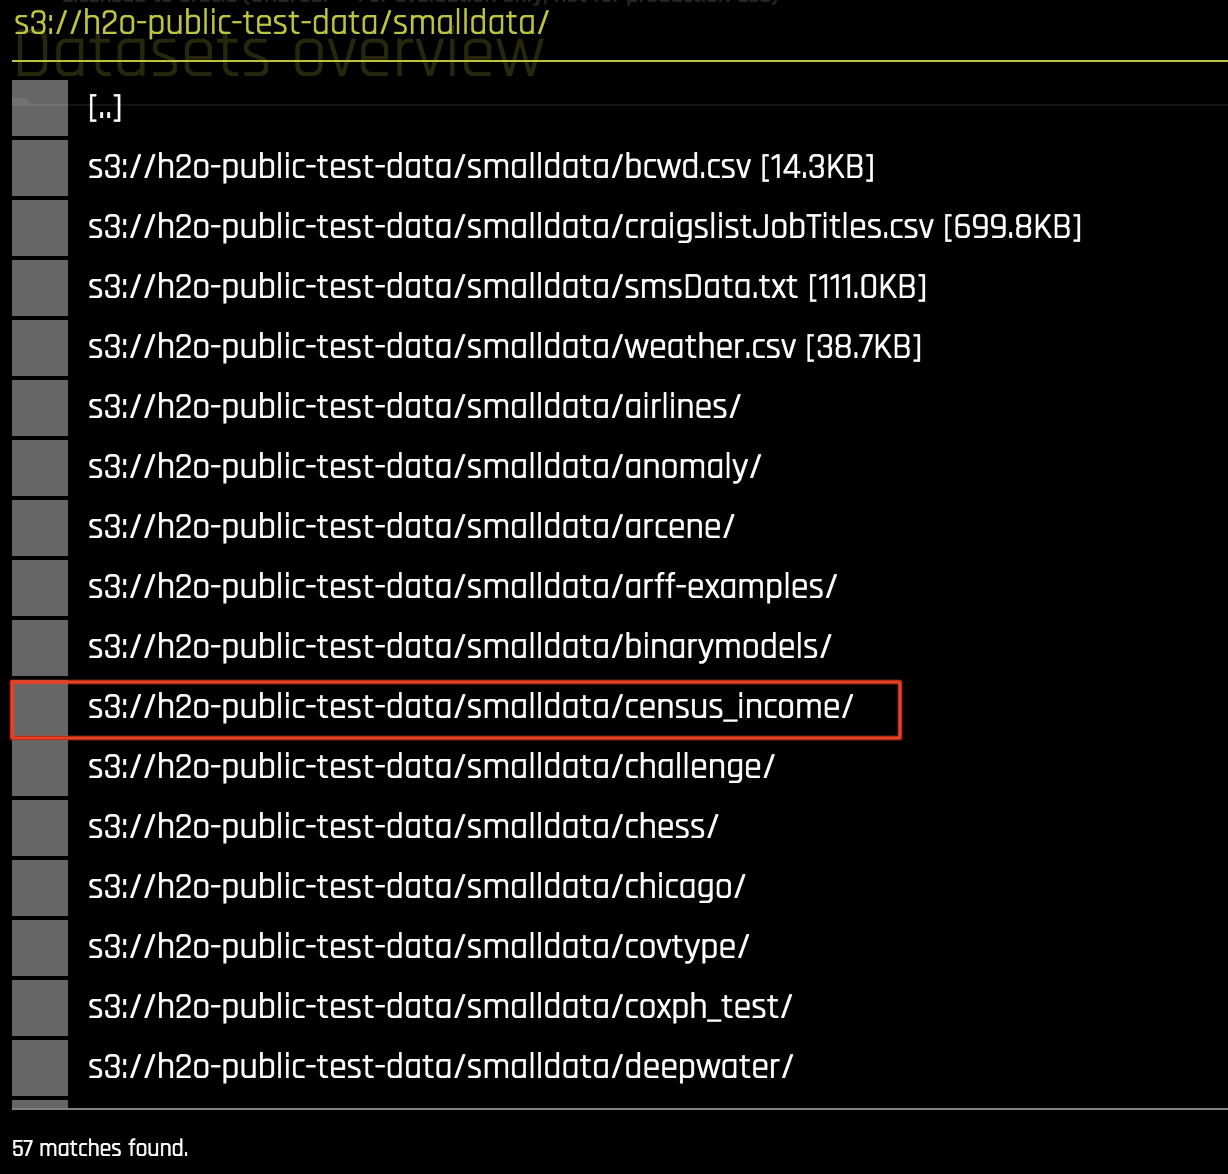 s3://h2o-public-test-data/smalldata/
Datasets overview
[..]
s3://h2o-public-test-data/smalldata/bcwd.csv [14.3KB]
s3://h2o-public-test-data/smalldata/craigslistJobTitles.csv [699.8KB]
s3://h2o-public-test-data/smalldata/smsData.txt [111.0KB]
s3://h2o-public-test-data/smalldata/weather.csv [38.7KB]
s3://h2o-public-test-data/smalldata/airlines/
s3://h2o-public-test-data/smalldata/anomaly/
s3://h2o-public-test-data/smalldata/arcene/
s3://h2o-public-test-data/smalldata/arff-examples/
s3://h2o-public-test-data/smalldata/binarymodels/
s3://h2o-public-test-data/smalldata/census_income/
s3://h2o-public-test-data/smalldata/challenge/
s3://h2o-public-test-data/smalldata/chess/
s3://h2o-public-test-data/smalldata/chicago/
s3://h2o-public-test-data/smalldata/covtype/
s3://h2o-public-test-data/smalldata/coxph_test/
s3://h2o-public-test-data/smalldata/deepwater/
57 matches found.